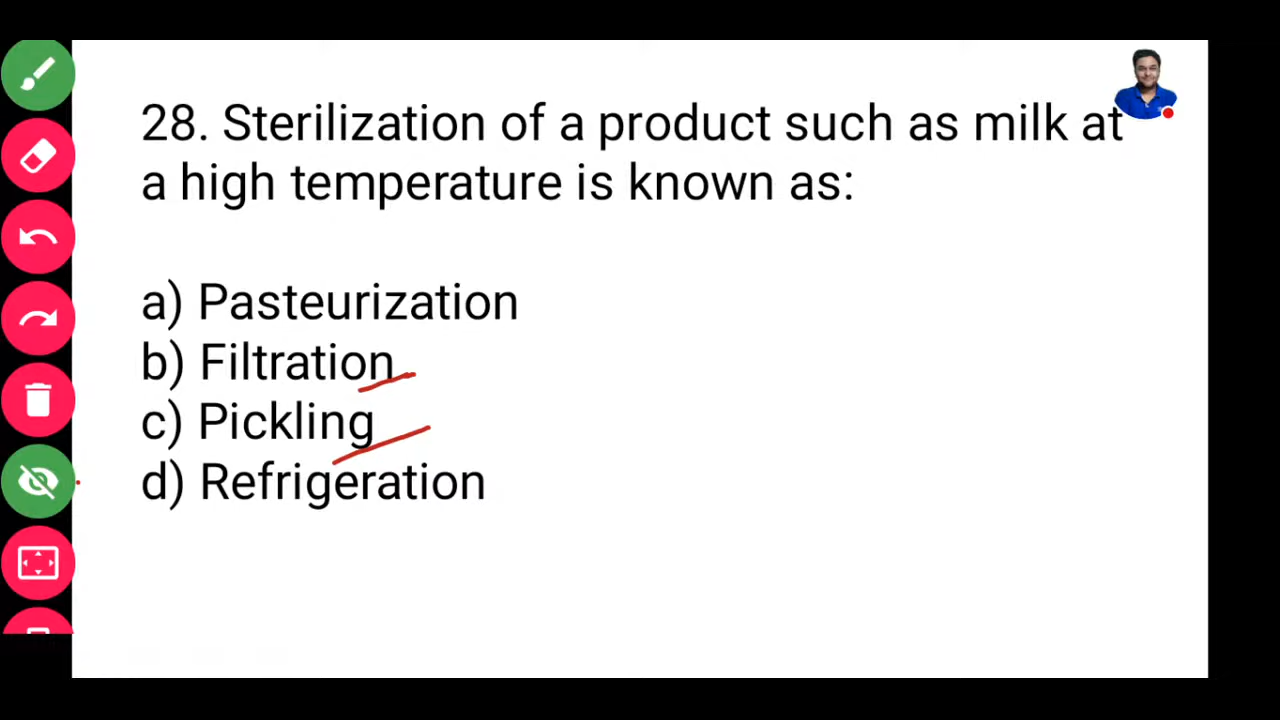 28. Sterilization of a product such as milk at
a high temperature is known as:
a) Pasteurization
b) Filtration
c) Pickling
d) Refrigeration